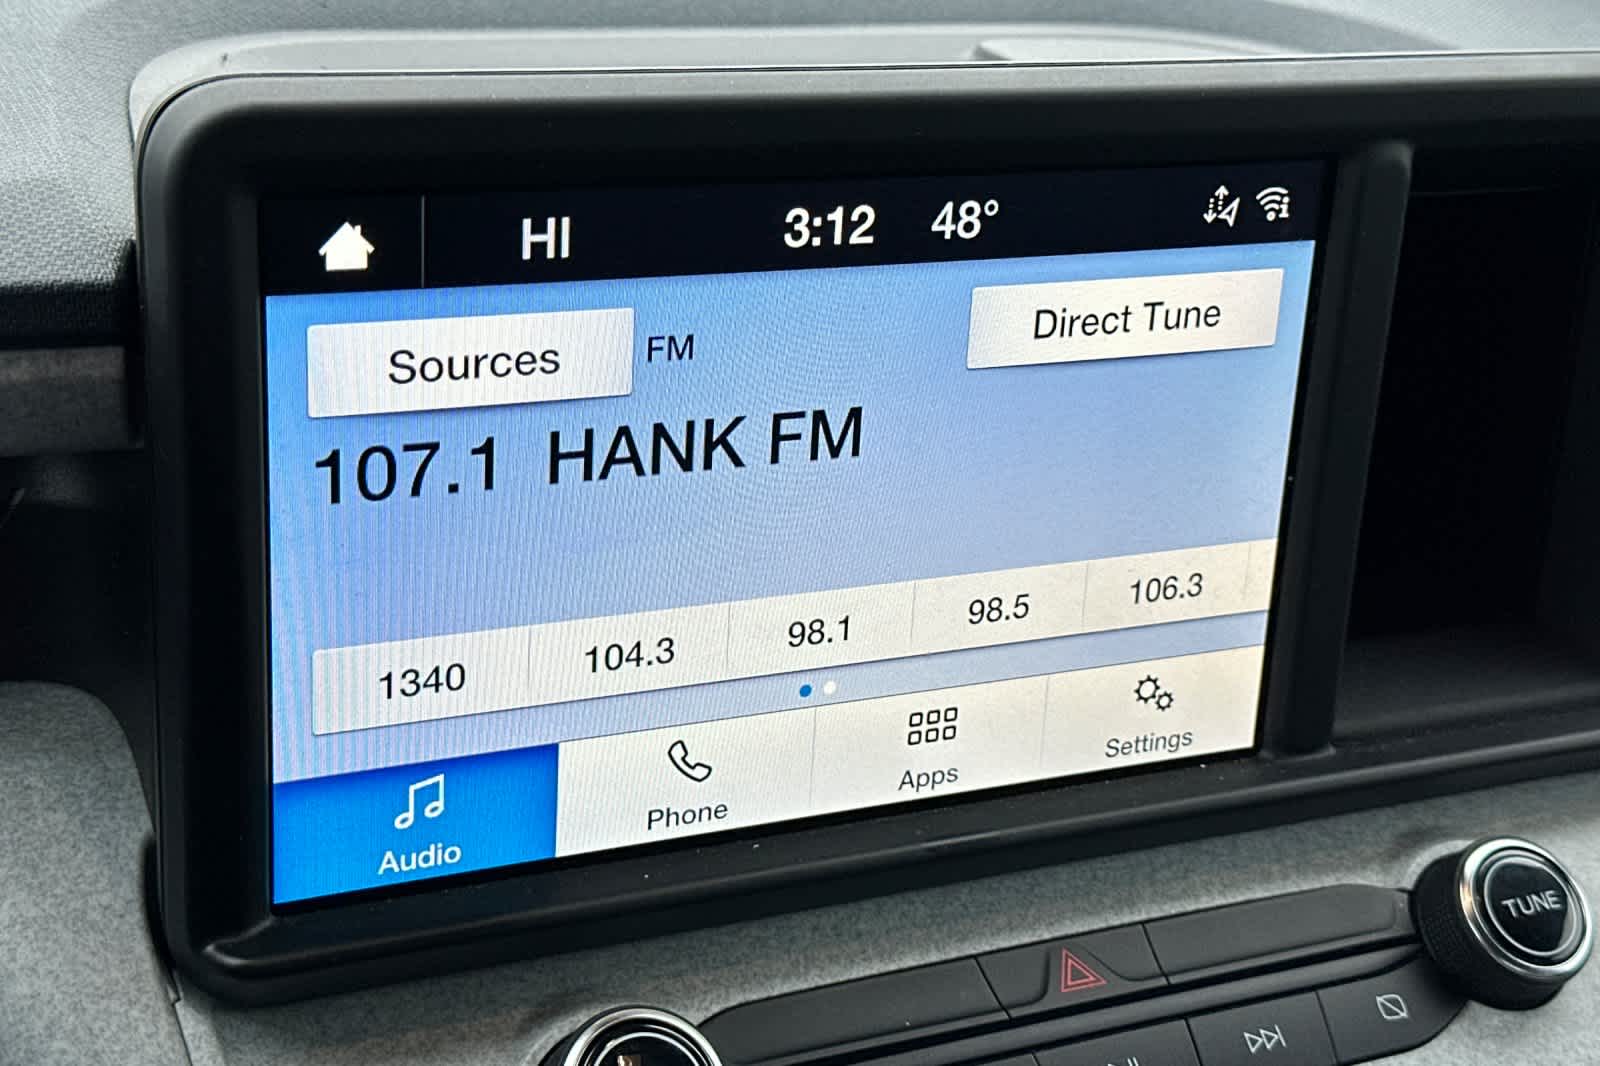 HI 3:12 48°
Sources FM Direct Tune
107.1 HANK FM
1340 104.3 98.1 98.5 106.3
Audio Phone Apps Settings
TUNE